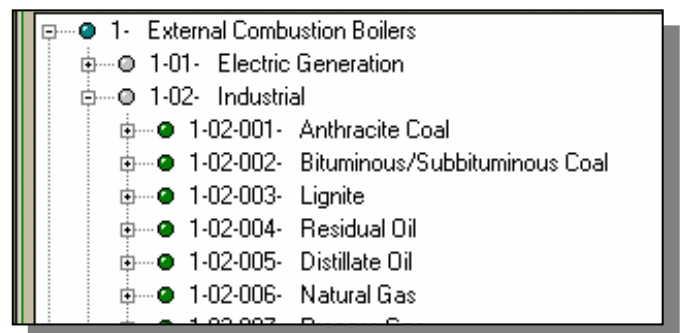 1- External Combustion Boilers
1-01- Electric Generation
1-02- Industrial
1-02-001- Anthracite Coal
1-02-002- Bituminous/Subbituminous Coal
1-02-003- Lignite
1-02-004- Residual Oil
1-02-005- Distillate Oil
1-02-006- Natural Gas